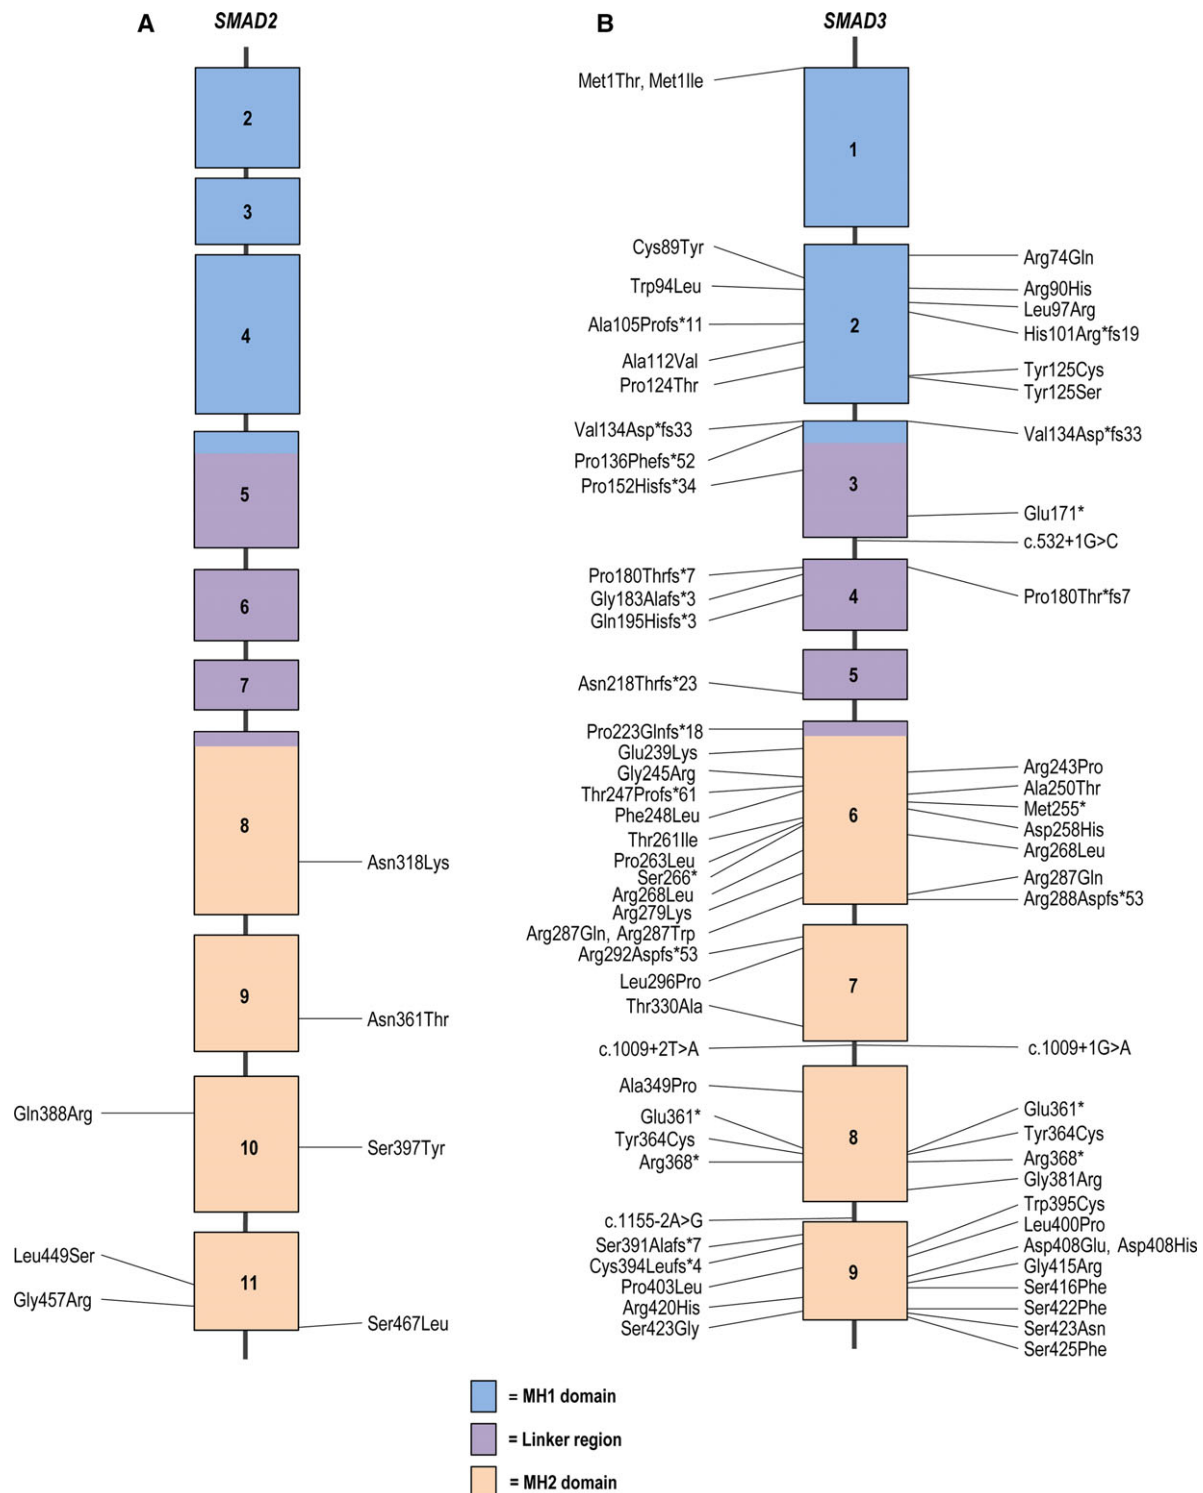 A
SMAD2
2
3
4
5
6
7
8
9
10
11
Gln388Arg
Leu449Ser
Gly457Arg
Asn318Lys
Asn361Thr
Ser397Tyr
Ser467Leu
B
SMAD3
Met1Thr, Met1Ile
Cys89Tyr
Trp94Leu
Ala105Profs*11
Ala112Val
Pro124Thr
Val134Asp*fs33
Pro136Phefs*52
Pro152Hisfs*34
Pro180Thrfs*7
Gly183Alafs*3
Gln195Hisfs*3
Asn218Thrfs*23
Pro223Glnfs*18
Glu239Lys
Gly245Arg
Thr247Profs*61
Phe248Leu
Thr261Ile
Pro263Leu
Ser266*
Arg268Leu
Arg279Lys
Arg287Gln, Arg287Trp
Arg292Aspfs*53
Leu296Pro
Thr330Ala
c.1009+2T>A
Ala349Pro
Glu361*
Tyr364Cys
Arg368*
c.1155-2A>G
Ser391Alafs*7
Cys394Leufs*4
Pro403Leu
Arg420His
Ser423Gly
1
2
3
4
5
6
7
8
9
Arg74Gln
Arg90His
Leu97Arg
His101Arg*fs19
Tyr125Cys
Tyr125Ser
Val134Asp*fs33
Glu171*
c.532+1G>C
Pro180Thr*fs7
Arg243Pro
Ala250Thr
Met255*
Asp258His
Arg268Leu
Arg287Gln
Arg288Aspfs*53
c.1009+1G>A
Glu361*
Tyr364Cys
Arg368*
Gly381Arg
Trp395Cys
Leu400Pro
Asp408Glu, Asp408His
Gly415Arg
Ser416Phe
Ser422Phe
Ser423Asn
Ser425Phe
= MH1 domain
= Linker region
= MH2 domain